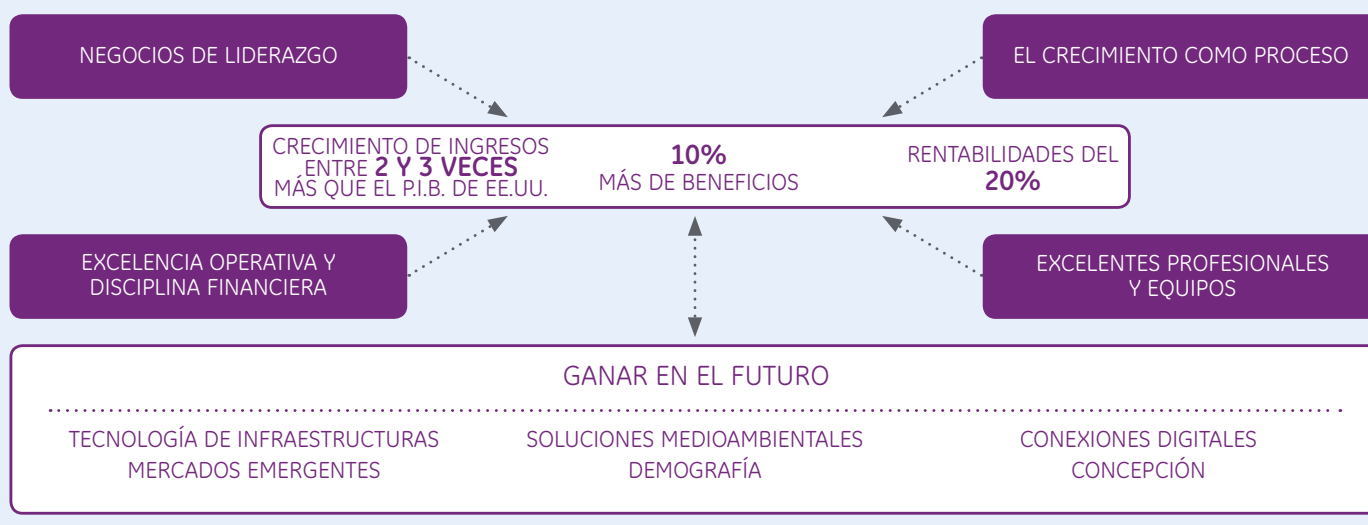 NEGOCIOS DE LIDERAZGO
EL CRECIMIENTO COMO PROCESO
CRECIMIENTO DE INGRESOS
ENTRE 2 Y 3 VECES
MÁS QUE EL P.I.B. DE EE.UU.
10%
MÁS DE BENEFICIOS
RENTABILIDADES DEL
20%
EXCELENCIA OPERATIVA Y
DISCIPLINA FINANCIERA
EXCELENTES PROFESIONALES
Y EQUIPOS
GANAR EN EL FUTURO
TECNOLOGÍA DE INFRAESTRUCTURAS
MERCADOS EMERGENTES
SOLUCIONES MEDIOAMBIENTALES
DEMOGRAFÍA
CONEXIONES DIGITALES
CONCEPCIÓN